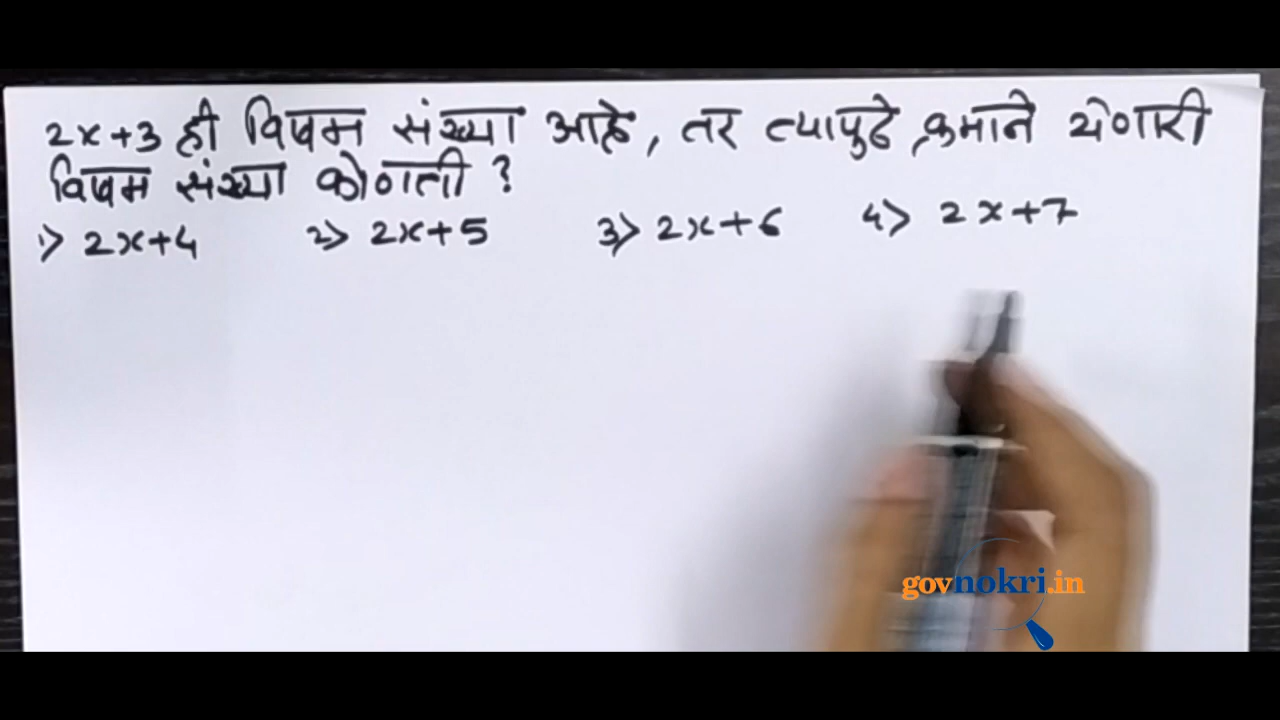 2x+3 ही विषम संख्या आहे, तर त्यापुढे क्रमाने येणारी
विषम संख्या कोणती ?
1> 2x+4 2> 2x+5 3> 2x+6 4> 2x+7
govnokri.in